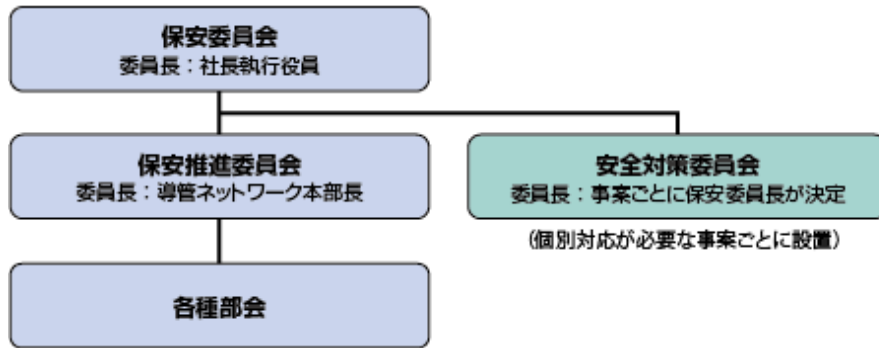 保安委員会
委員長：社長執行役員
保安推進委員会
委員長：導管ネットワーク本部長
安全対策委員会
委員長：事案ごとに保安委員長が決定
（個別対応が必要な事案ごとに設置）
各種部会